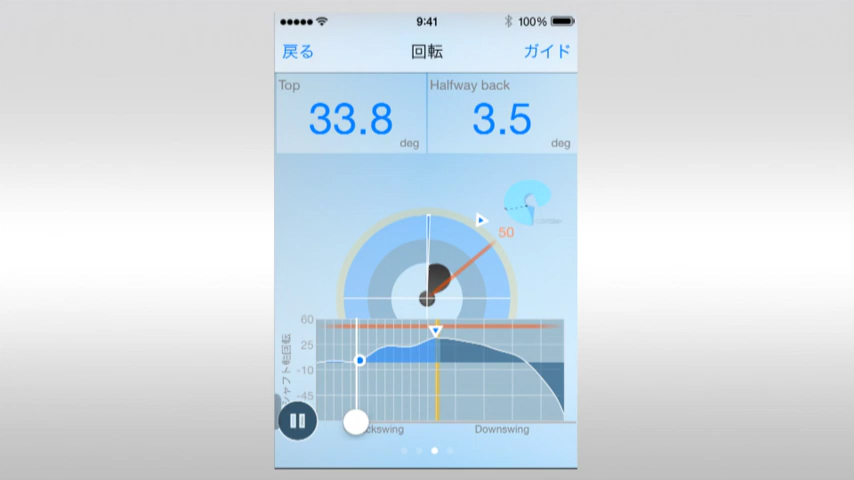 9:41
100%
戻る
回転
ガイド
Top
Halfway back
33.8
3.5
deg
deg
50
60
25
-10
-45
シャフト軸回転
ckswing
Downswing